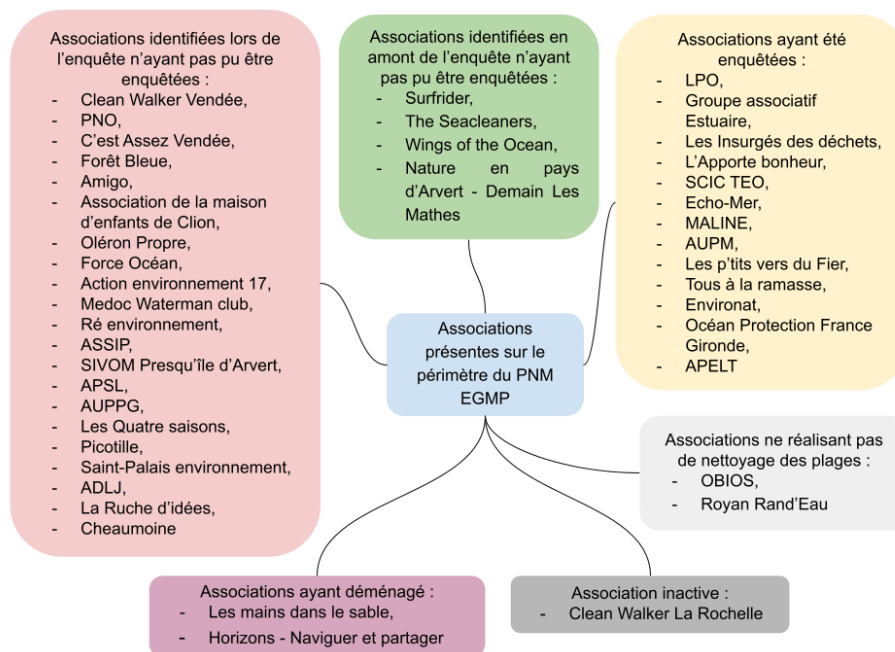 Associations identifiées lors de
l'enquête n'ayant pas pu être
enquêtées :
- Clean Walker Vendée,
- PNO,
- C'est Assez Vendée,
- Forêt Bleue,
- Amigo,
- Association de la maison
d'enfants de Clion,
- Oléron Propre,
- Force Océan,
- Action environnement 17,
- Medoc Waterman club,
- Ré environnement,
- ASSIP,
- SIVOM Presqu'île d'Arvert,
- APSL,
- AUPPG,
- Les Quatre saisons,
- Picotille,
- Saint-Palais environnement,
- ADLJ,
- La Ruche d'idées,
- Cheaumoine
Associations identifiées en
amont de l'enquête n'ayant
pas pu être enquêtées :
- Surfrider,
- The Seacleaners,
- Wings of the Ocean,
- Nature en pays
d'Arvert - Demain Les
Mathes
Associations ayant été
enquêtées :
- LPO,
- Groupe associatif
Estuaire,
- Les Insurgés des déchets,
- L'Apporte bonheur,
- SCIC TEO,
- Echo-Mer,
- MALINE,
- AUPM,
- Les p'tits vers du Fier,
- Tous à la ramasse,
- Environat,
- Océan Protection France
Gironde,
- APELT
Associations
présentes sur le
périmètre du PNM
EGMP
Associations ne réalisant pas
de nettoyage des plages :
- OBIOS,
- Royan Rand'Eau
Associations ayant déménagé :
- Les mains dans le sable,
- Horizons - Naviguer et partager
Association inactive :
- Clean Walker La Rochelle